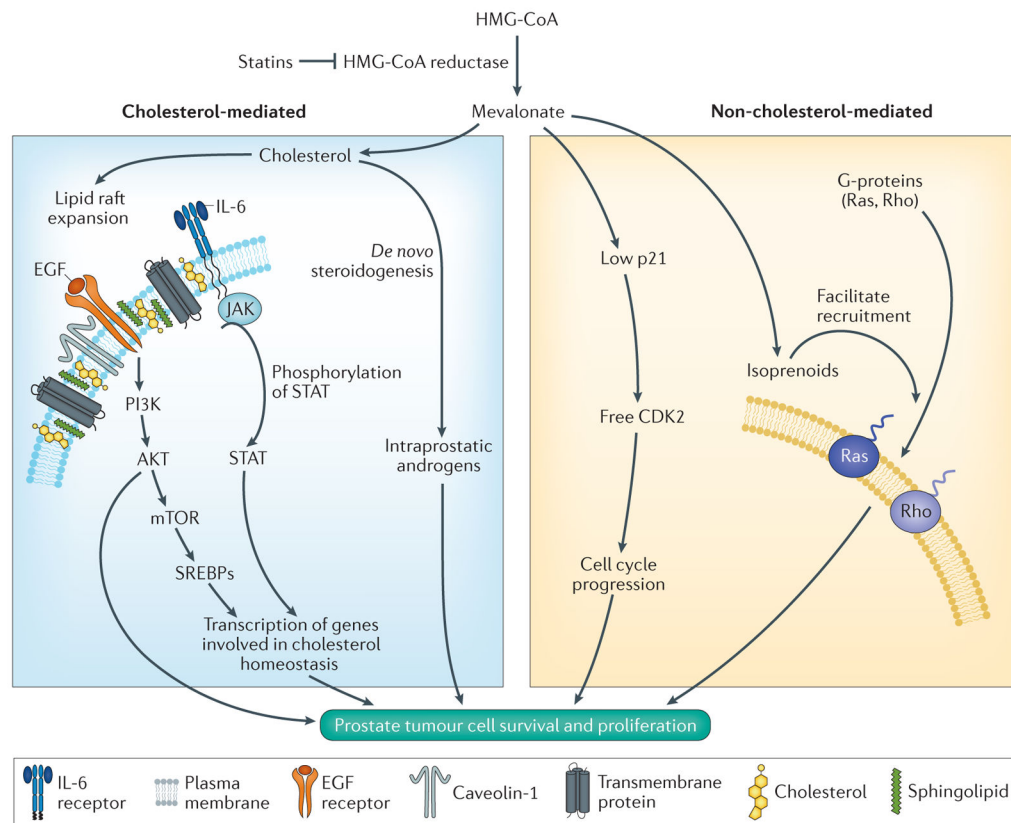 HMG-CoA
Statins
HMG-CoA reductase
Cholesterol-mediated
Mevalonate
Non-cholesterol-mediated
Cholesterol
Lipid raft
expansion
IL-6
EGF
JAK
De novo
steroidogenesis
Phosphorylation
of STAT
PI3K
AKT
STAT
mTOR
SREBPs
Intraprostatic
androgens
Transcription of genes
involved in cholesterol
homeostasis
G-proteins
(Ras, Rho)
Low p21
Facilitate
recruitment
Isoprenoids
Free CDK2
Ras
Rho
Cell cycle
progression
Prostate tumour cell survival and proliferation
IL-6
receptor
Plasma
membrane
EGF
receptor
Caveolin-1
Transmembrane
protein
Cholesterol
Sphingolipid